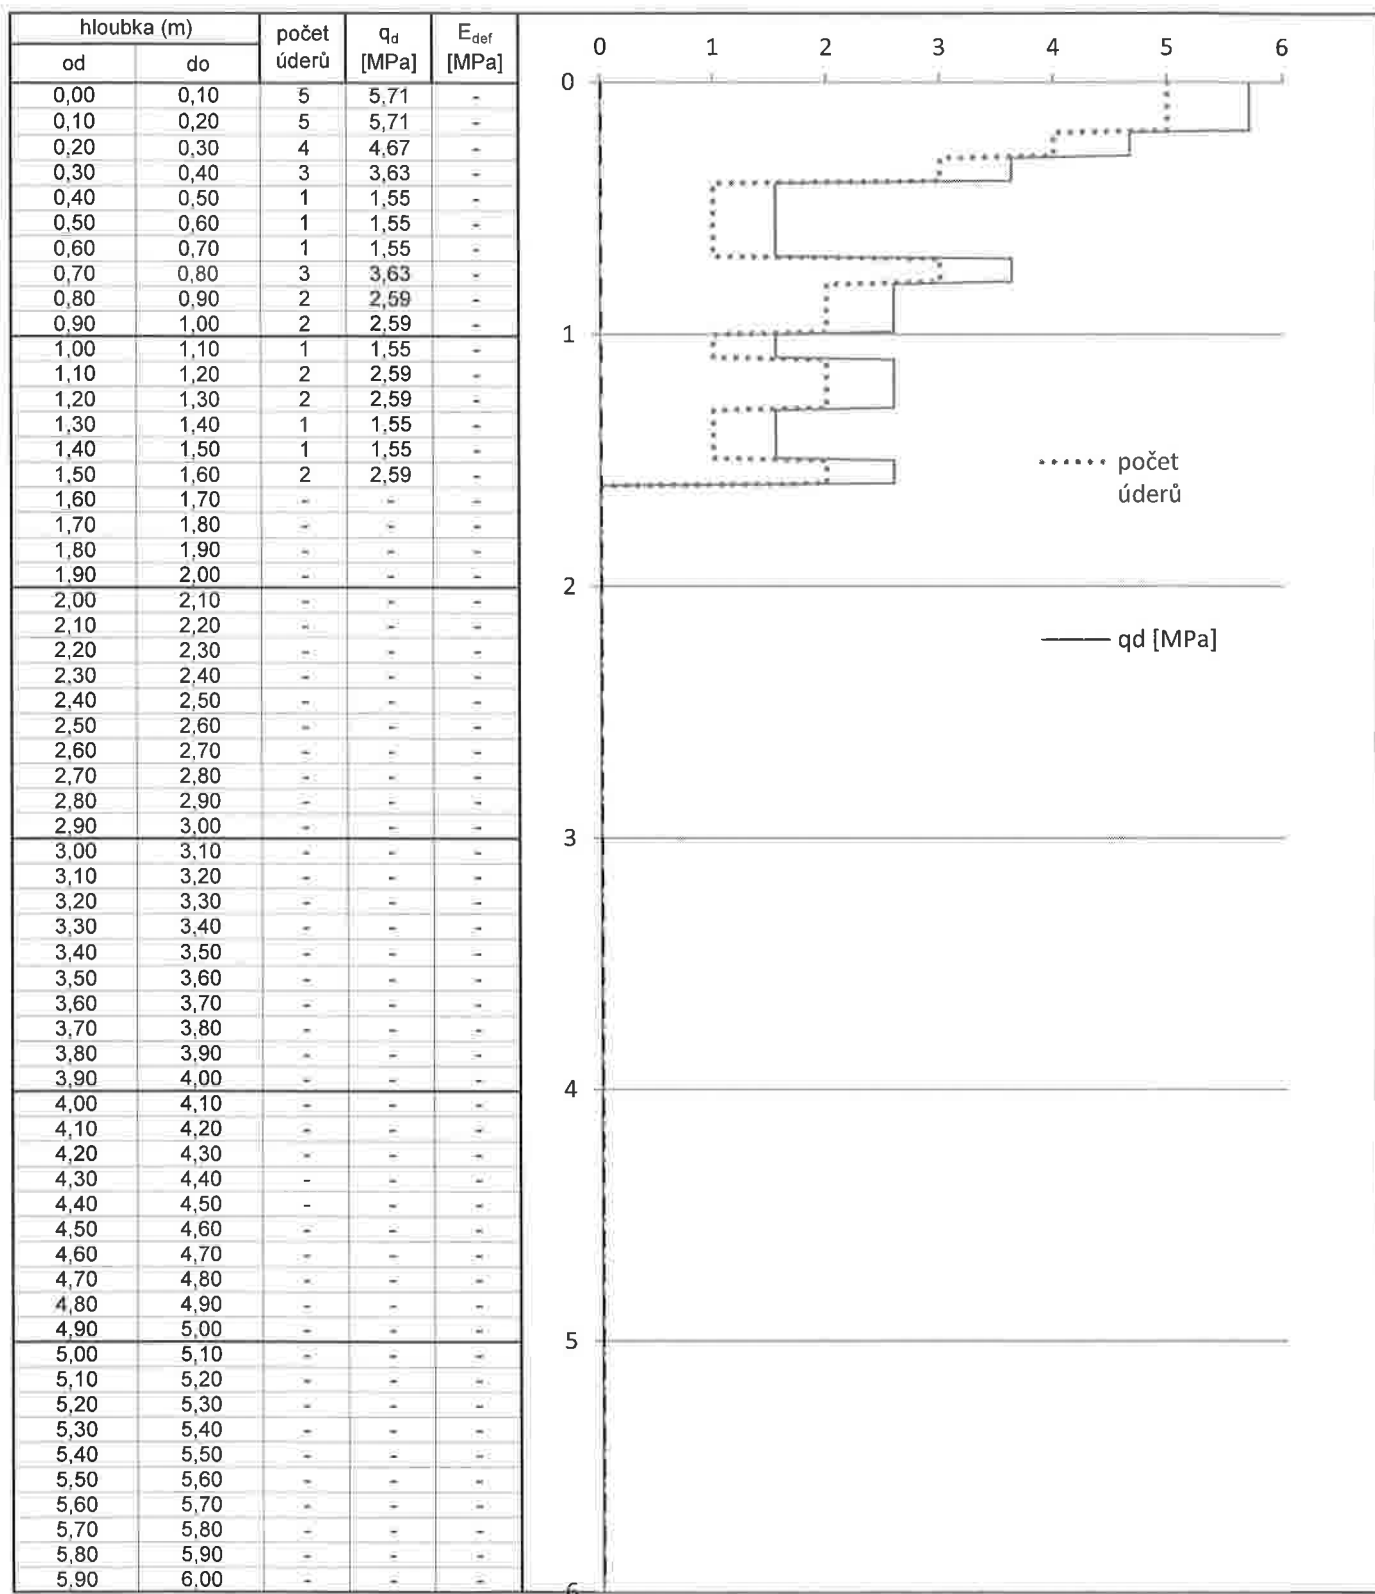 hloubka (m) počet úderů qd [MPa] Edef [MPa]
od do
0,00 0,10 5 5,71 -
0,10 0,20 5 5,71 -
0,20 0,30 4 4,67 -
0,30 0,40 3 3,63 -
0,40 0,50 1 1,55 -
0,50 0,60 1 1,55 -
0,60 0,70 1 1,55 -
0,70 0,80 3 3,63 -
0,80 0,90 2 2,59 -
0,90 1,00 2 2,59 -
1,00 1,10 1 1,55 -
1,10 1,20 2 2,59 -
1,20 1,30 2 2,59 -
1,30 1,40 1 1,55 -
1,40 1,50 1 1,55 -
1,50 1,60 2 2,59 -
1,60 1,70 - - -
1,70 1,80 - - -
1,80 1,90 - - -
1,90 2,00 - - -
2,00 2,10 - - -
2,10 2,20 - - -
2,20 2,30 - - -
2,30 2,40 - - -
2,40 2,50 - - -
2,50 2,60 - - -
2,60 2,70 - - -
2,70 2,80 - - -
2,80 2,90 - - -
2,90 3,00 - - -
3,00 3,10 - - -
3,10 3,20 - - -
3,20 3,30 - - -
3,30 3,40 - - -
3,40 3,50 - - -
3,50 3,60 - - -
3,60 3,70 - - -
3,70 3,80 - - -
3,80 3,90 - - -
3,90 4,00 - - -
4,00 4,10 - - -
4,10 4,20 - - -
4,20 4,30 - - -
4,30 4,40 - - -
4,40 4,50 - - -
4,50 4,60 - - -
4,60 4,70 - - -
4,70 4,80 - - -
4,80 4,90 - - -
4,90 5,00 - - -
5,00 5,10 - - -
5,10 5,20 - - -
5,20 5,30 - - -
5,30 5,40 - - -
5,40 5,50 - - -
5,50 5,60 - - -
5,60 5,70 - - -
5,70 5,80 - - -
5,80 5,90 - - -
5,90 6,00 - - -
0 1 2 3 4 5 6
0
1
2
3
4
5
6
počet
úderů
qd [MPa]